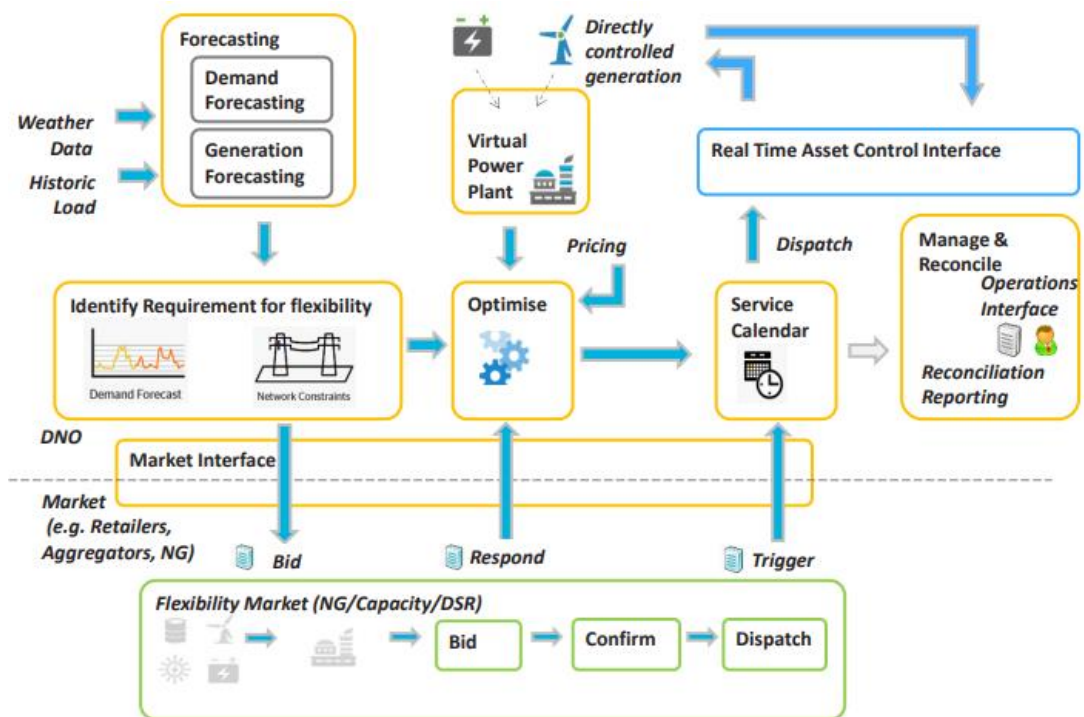 Forecasting
Demand
Forecasting
Generation
Forecasting
Weather
Data
Historic
Load
Directly
controlled
generation
Virtual
Power
Plant
Real Time Asset Control Interface
Pricing
Dispatch
Manage &
Reconcile
Operations
Interface
Reconciliation
Reporting
Identify Requirement for flexibility
Demand Forecast
Network Constraints
Optimise
Service
Calendar
DNO
Market Interface
Market
(e.g. Retailers,
Aggregators, NG)
Bid
Respond
Trigger
Flexibility Market (NG/Capacity/DSR)
Bid
Confirm
Dispatch